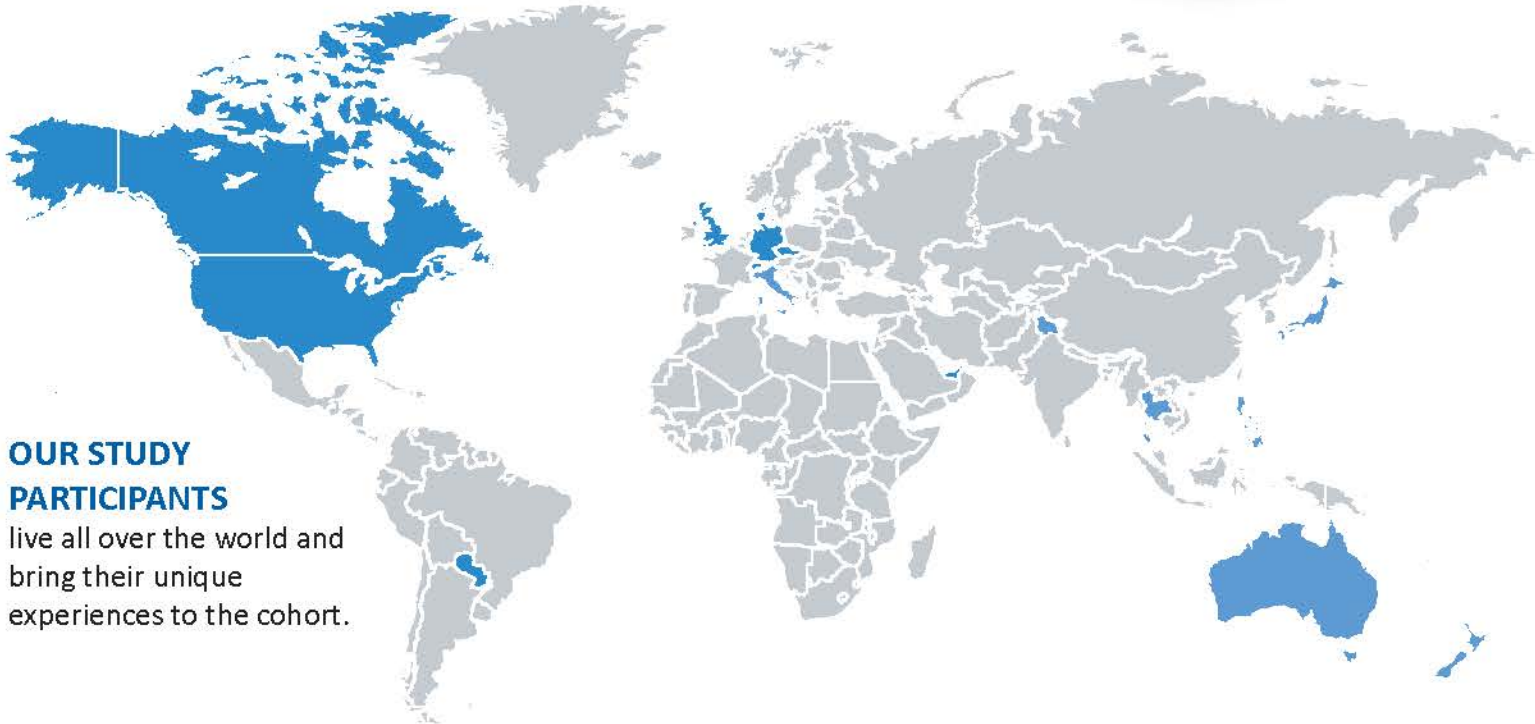 OUR STUDY
PARTICIPANTS
live all over the world and
bring their unique
experiences to the cohort.